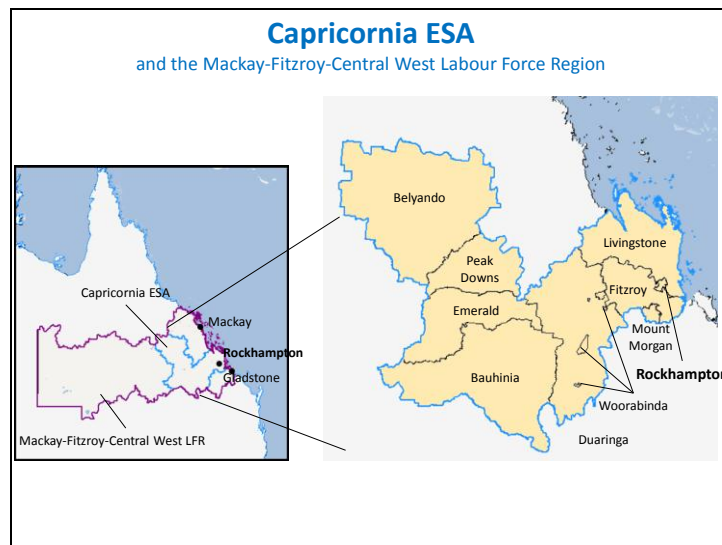 Capricornia ESA
and the Mackay-Fitzroy-Central West Labour Force Region
Capricornia ESA
Mackay
Rockhampton
Gladstone
Mackay-Fitzroy-Central West LFR
Belyando
Peak
Downs
Emerald
Bauhinia
Livingstone
Fitzroy
Mount
Morgan
Rockhampton
Woorabinda
Duaringa